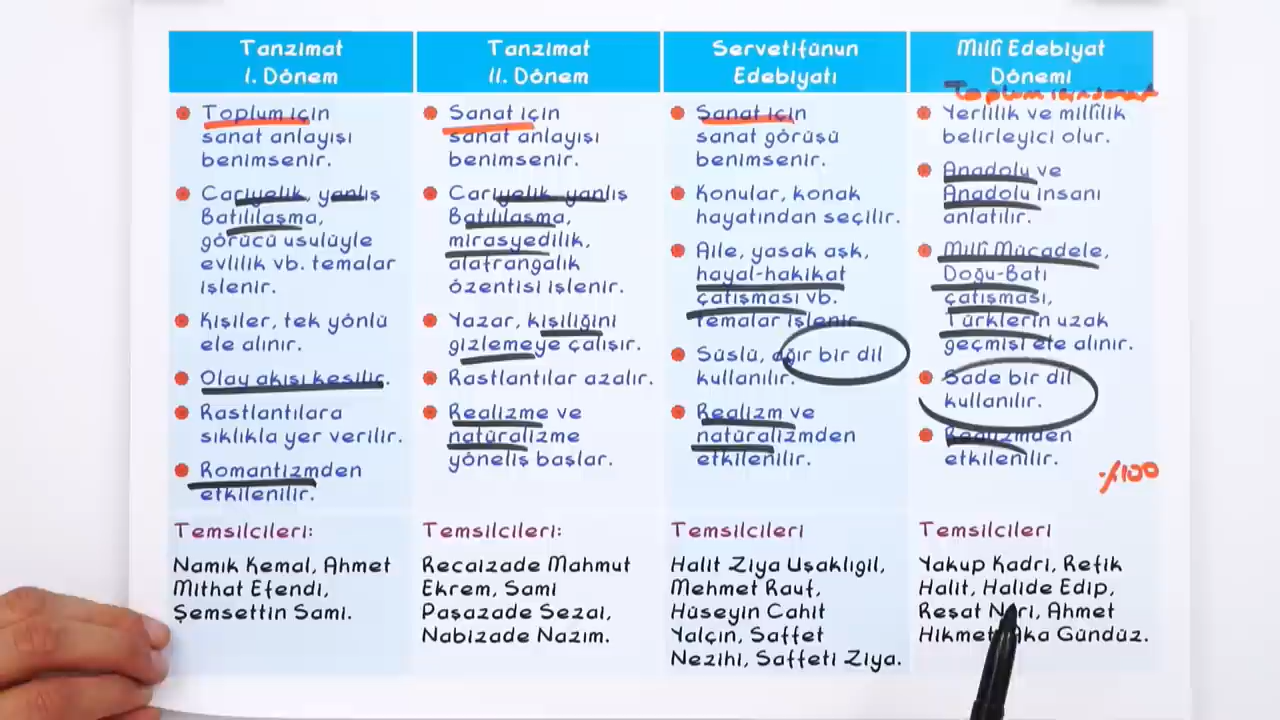 Tanzimat
I. Dönem
Toplum için
sanat anlayışı
benimsenir.
Cariyelik, yanlış
Batılılaşma,
görücü usulüyle
evlilik vb. temalar
işlenir.
Kişiler, tek yönlü
ele alınır.
Olay akışı kesilir.
Rastlantılara
sıklıkla yer verilir.
Romantizmden
etkilenilir.
Temsilcileri:
Namık Kemal, Ahmet
Mithat Efendi,
Şemsettin Sami.
Tanzimat
II. Dönem
Sanat için
sanat anlayışı
benimsenir.
Cariyelik yanlış
Batılılaşma,
mirasyedilik,
alafrangalık
özentisi işlenir.
Yazar, kişiliğini
gizlemeye çalışır.
Rastlantılar azalır.
Realizme ve
natüralizme
yöneliş başlar.
Temsilcileri:
Recaizade Mahmut
Ekrem, Sami
Paşazade Sezai,
Nabizade Nazım.
Servetifünun
Edebiyatı
Sanat için
sanat görüşü
benimsenir.
Konular, konak
hayatından seçilir.
Aile, yasak aşk,
hayal-hakikat
çatışması vb.
temalar işlenir.
Süslü, ağır bir dil
kullanılır.
Realizm ve
natüralizmden
etkilenilir.
Temsilcileri
Halit Ziya Uşaklıgil,
Mehmet Rauf,
Hüseyin Cahit
Yalçın, Saffet
Nezihi, Saffeti Ziya.
Millî Edebiyat
Dönemi
Toplum için sanat
Yerlilik ve millîlik
belirleyici olur.
Anadolu ve
Anadolu insanı
anlatılır.
Millî Mücadele,
Doğu-Batı
çatışması,
Türklerin uzak
geçmişi ele alınır.
Sade bir dil
kullanılır.
Realizmden
etkilenilir.
%100
Temsilcileri
Yakup Kadri, Refik
Halit, Halide Edip,
Reşat Nuri, Ahmet
Hikmet, Aka Gündüz.